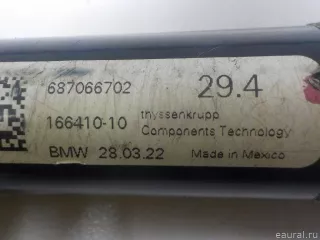 687066702 29.4
166410-10 thyssenkrupp
Components Technology
BMW 28.03.22 Made in Mexico
eaural.ru